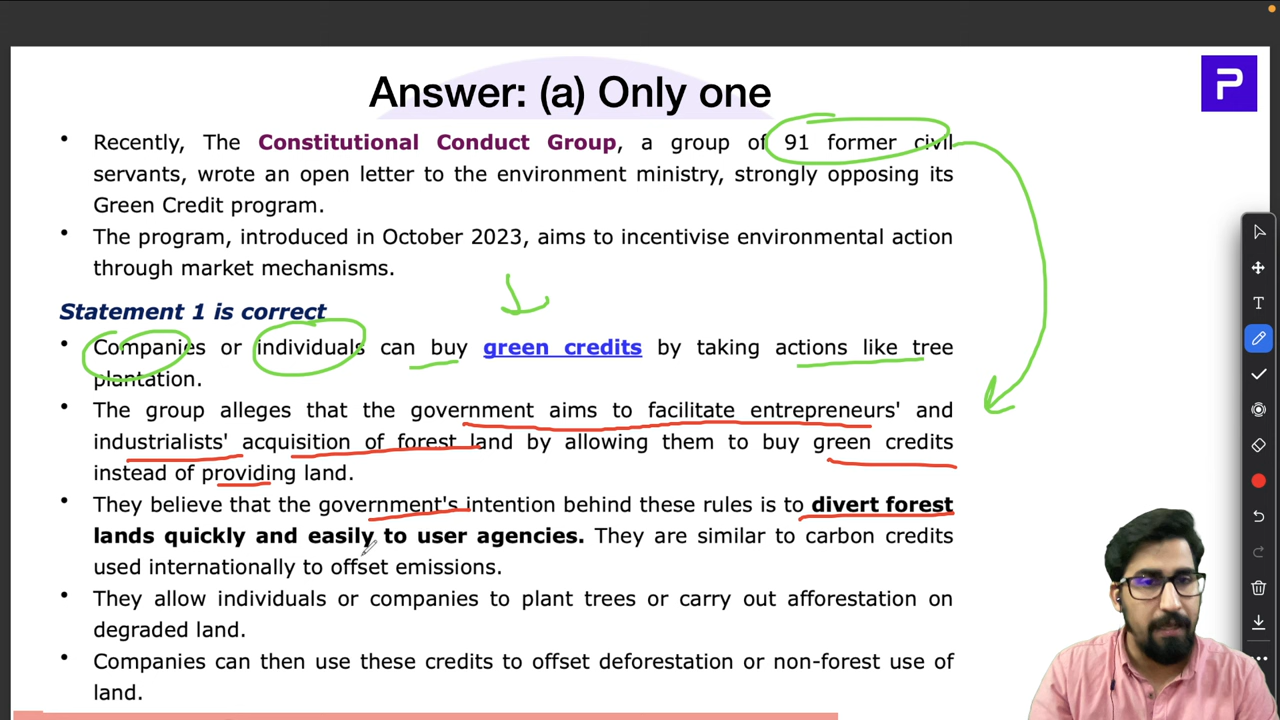 Answer: (a) Only one
P
• Recently, The Constitutional Conduct Group, a group of 91 former civil
servants, wrote an open letter to the environment ministry, strongly opposing its
Green Credit program.
• The program, introduced in October 2023, aims to incentivise environmental action
through market mechanisms.
Statement 1 is correct
• Companies or individuals can buy green credits by taking actions like tree
plantation.
• The group alleges that the government aims to facilitate entrepreneurs' and
industrialists' acquisition of forest land by allowing them to buy green credits
instead of providing land.
• They believe that the government's intention behind these rules is to divert forest
lands quickly and easily to user agencies. They are similar to carbon credits
used internationally to offset emissions.
• They allow individuals or companies to plant trees or carry out afforestation on
degraded land.
• Companies can then use these credits to offset deforestation or non-forest use of
land.
T